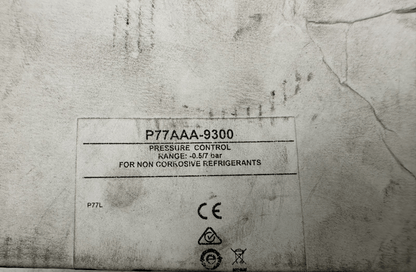 P77AAA-9300
PRESSURE CONTROL
RANGE: -0.5/7 bar
FOR NON CORROSIVE REFRIGERANTS
P77L
CE